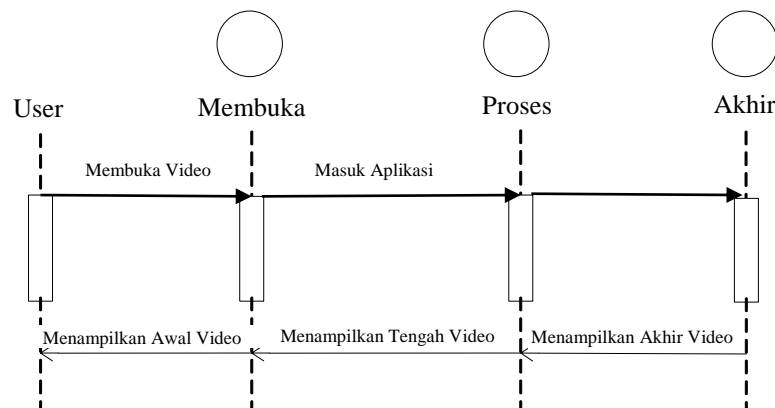 User
Membuka
Proses
Akhir
Membuka Video
Masuk Aplikasi
Menampilkan Awal Video
Menampilkan Tengah Video
Menampilkan Akhir Video